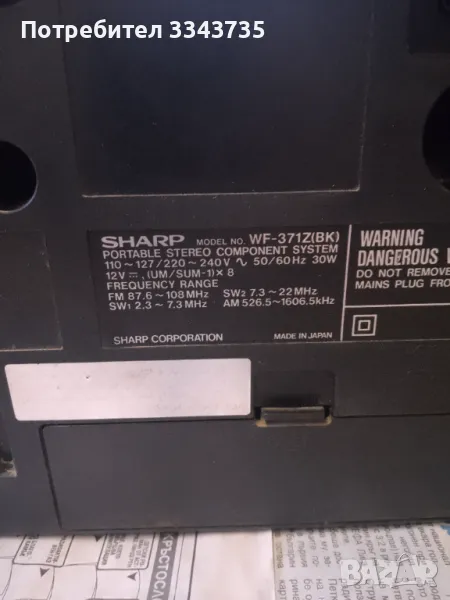 Потребител 3343735
SHARP MODEL NO. WF-371Z(BK)
PORTABLE STEREO COMPONENT SYSTEM
110~127/220~240V ∿ 50/60Hz 30W
12V ⎓, (UM/SUM-1)×8
FREQUENCY RANGE
FM 87.6~108MHz SW2 7.3~22MHz
SW1 2.3~7.3MHz AM 526.5~1606.5kHz
SHARP CORPORATION MADE IN JAPAN
WARNING
DANGEROUS
DO NOT REMOVE
MAINS PLUG FRO
КРЪСТОС
BAZAR